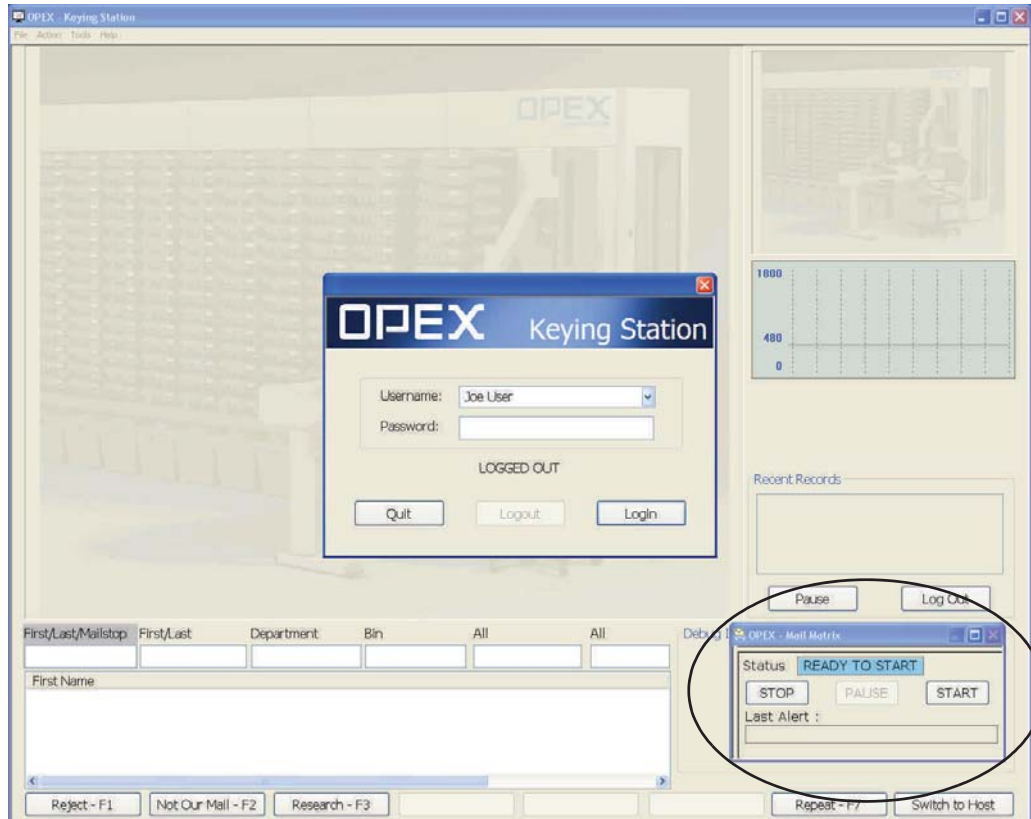 OPEX - Keying Station
File Action Tools Help
OPEX
1800
480
0
OPEX Keying Station
Username: Joe User
Password:
LOGGED OUT
Quit Logout LogIn
Recent Records
Pause Log Out
First/Last/Mailstop First/Last Department Bin All All Debug
First Name
OPEX - Mail Matrix
Status READY TO START
STOP PAUSE START
Last Alert :
Reject - F1 Not Our Mail - F2 Research - F3 Repeat - F7 Switch to Host